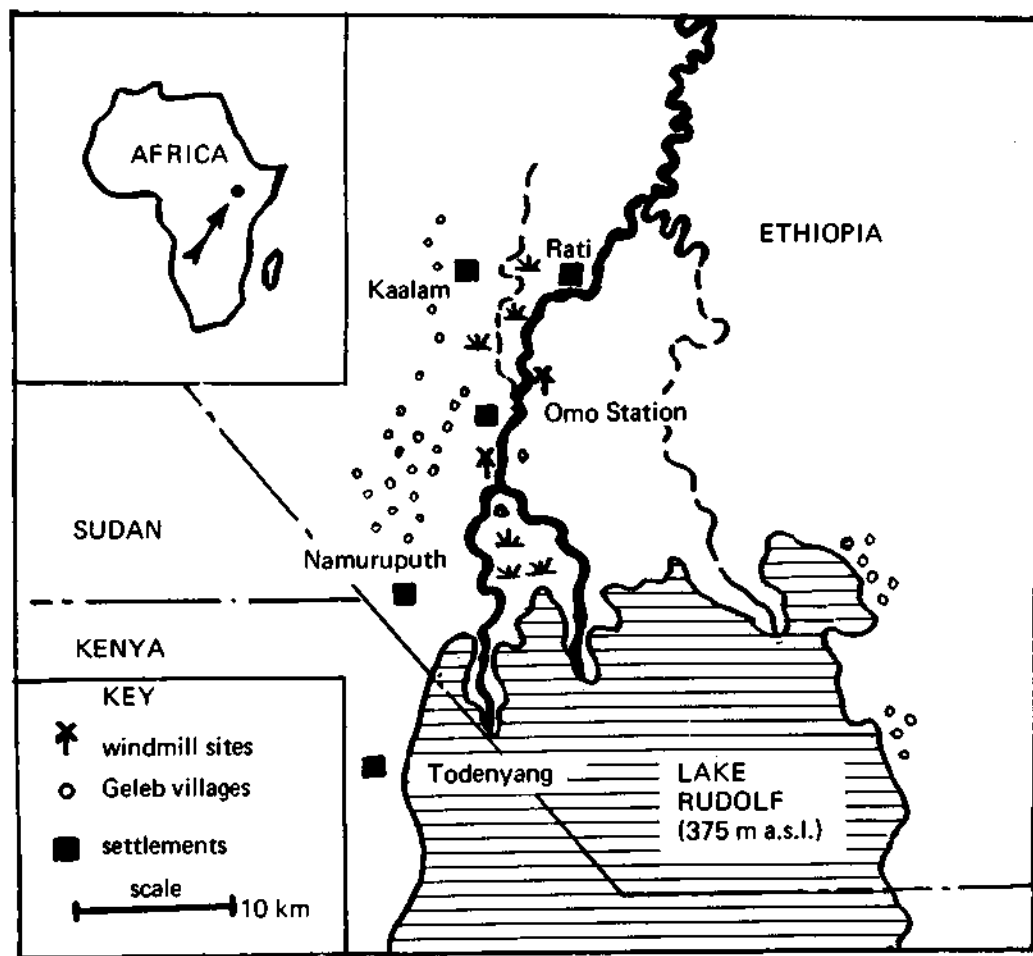 AFRICA
ETHIOPIA
Rati
Kaalam
Omo Station
SUDAN
Namuruputh
KENYA
KEY
windmill sites
Geleb villages
settlements
scale
10 km
Todenyang
LAKE
RUDOLF
(375 m a.s.l.)